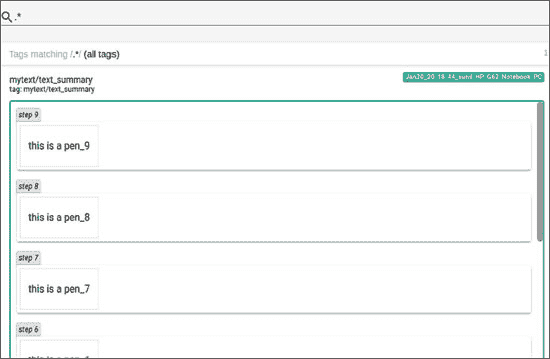 .*
Tags matching /.*/ (all tags)
1
mytext/text_summary
tag: mytext/text_summary
step 9
this is a pen_9
step 8
this is a pen_8
step 7
this is a pen_7
step 6